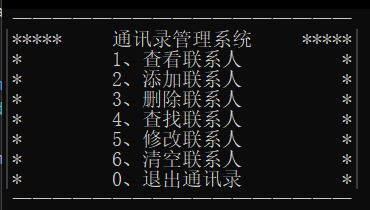 ***** 通讯录管理系统 *****
* 1、查看联系人 *
* 2、添加联系人 *
* 3、删除联系人 *
* 4、查找联系人 *
* 5、修改联系人 *
* 6、清空联系人 *
* 0、退出通讯录 *